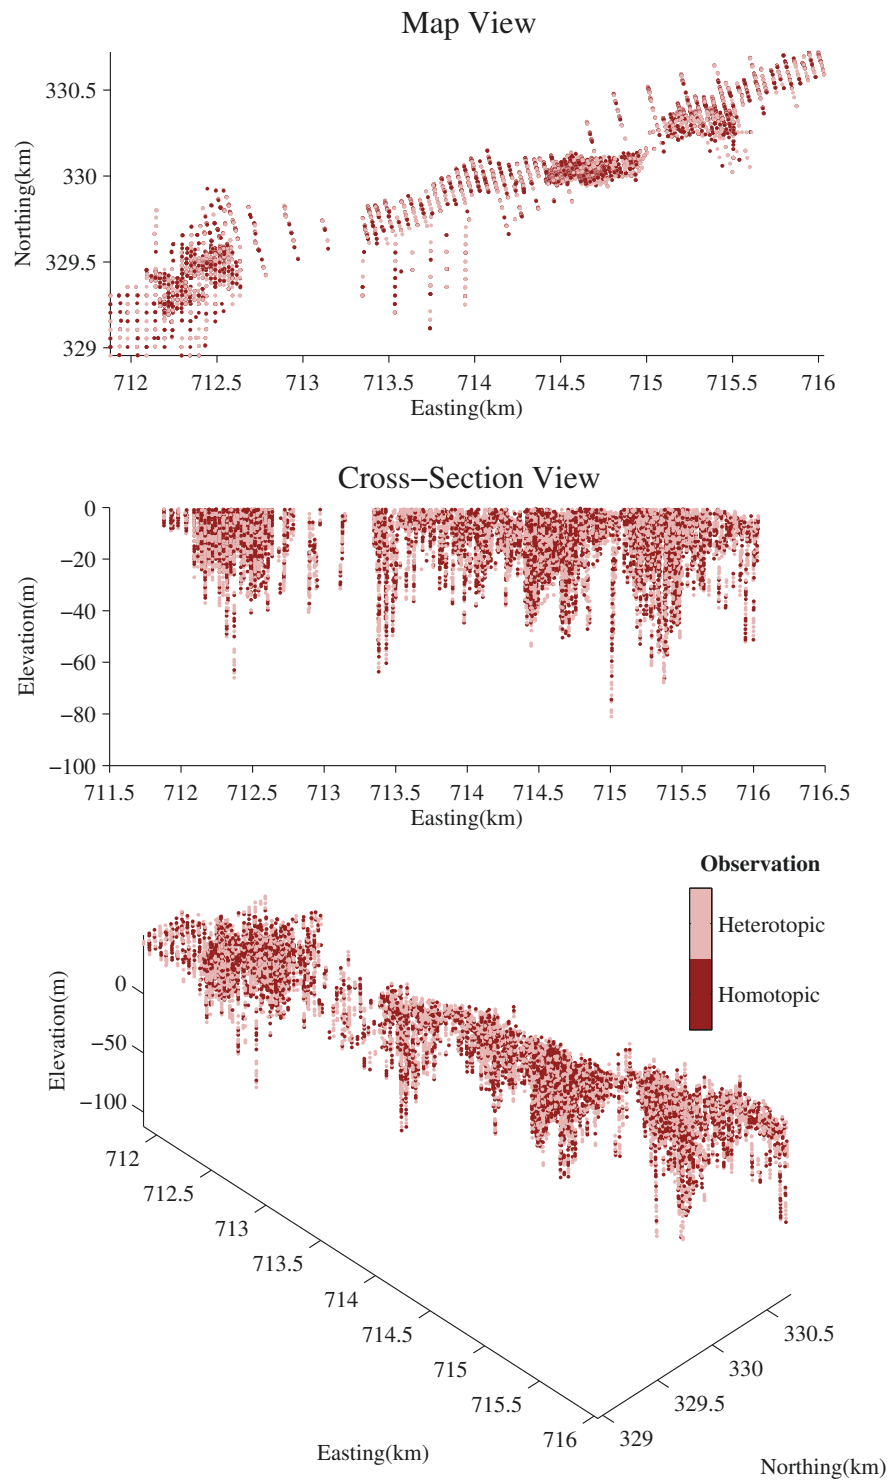 Map View
330.5
330
329.5
329
Northing(km)
712 712.5 713 713.5 714 714.5 715 715.5 716
Easting(km)
Cross−Section View
0
−20
−40
−60
−80
−100
Elevation(m)
711.5 712 712.5 713 713.5 714 714.5 715 715.5 716 716.5
Easting(km)
Observation
Heterotopic
Homotopic
0
−50
−100
Elevation(m)
712
712.5
713
713.5
714
714.5
715
715.5
716
Easting(km)
329
329.5
330
330.5
Northing(km)